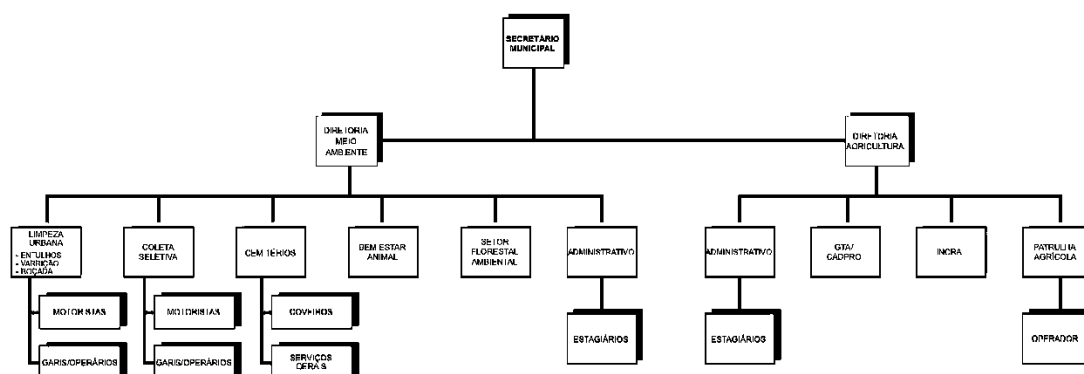 SECRETÁRIO
MUNICIPAL
DIRETORIA
MEIO
AMBIENTE
DIRETORIA
AGRICULTURA
LIMPEZA
URBANA
- ENTULHOS
- VARRIÇÃO
- ROÇADA
COLETA
SELETIVA
CEMITÉRIOS
BEM ESTAR
ANIMAL
SETOR
FLORESTAL
AMBIENTAL
ADMINISTRATIVO
ADMINISTRATIVO
GTA/
CADPRO
INCRA
PATRULHA
AGRÍCOLA
MOTORISTAS
MOTORISTAS
COVEIROS
ESTAGIÁRIOS
ESTAGIÁRIOS
OPERADOR
GARIS/OPERÁRIOS
GARIS/OPERÁRIOS
SERVIÇOS
GERAIS